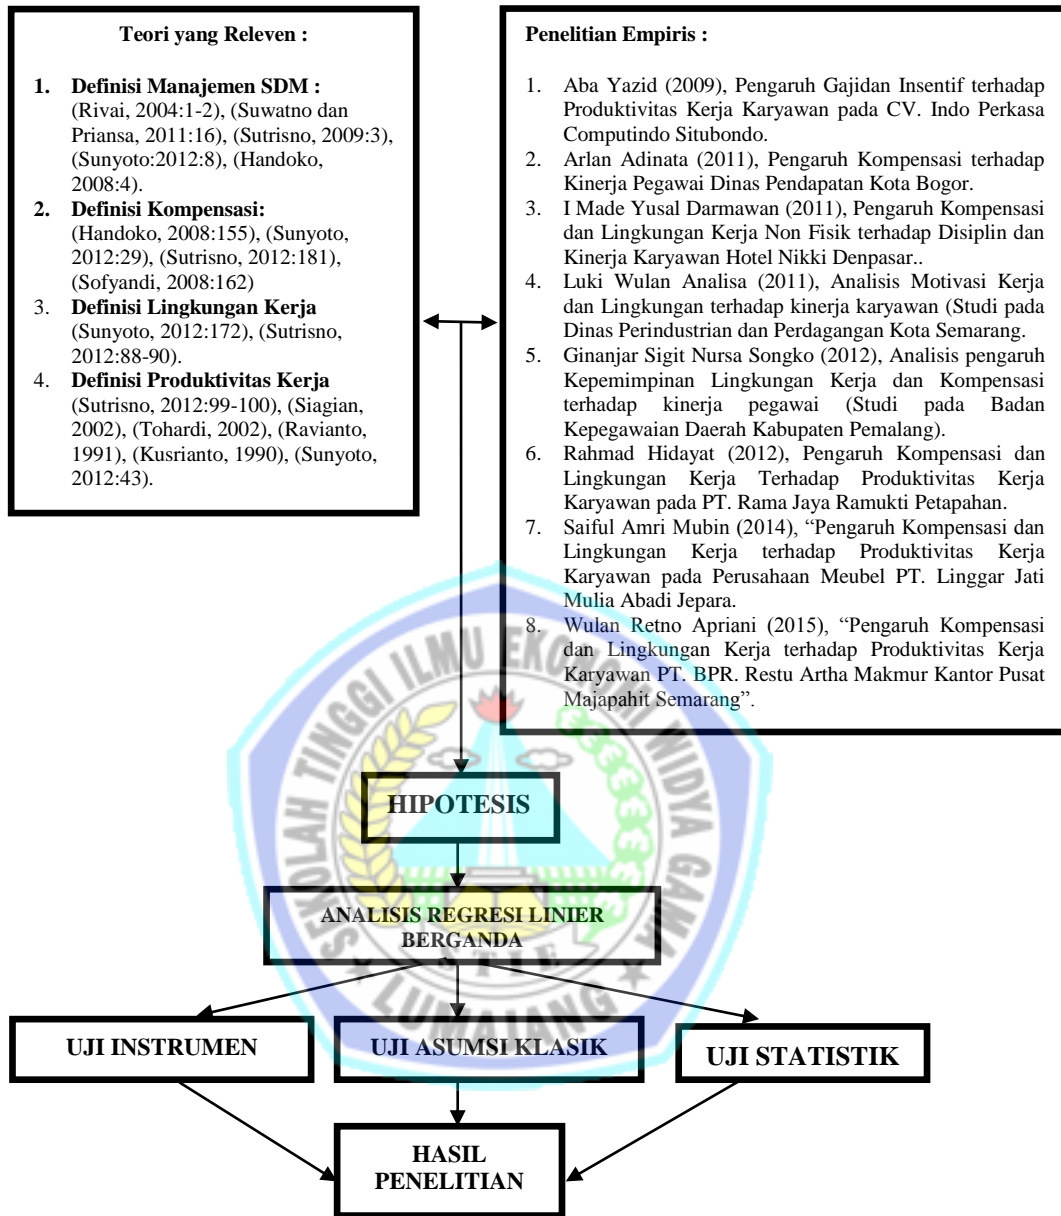 Teori yang Releven :
1. Definisi Manajemen SDM :
(Rivai, 2004:1-2), (Suwatno dan
Priansa, 2011:16), (Sutrisno, 2009:3),
(Sunyoto:2012:8), (Handoko,
2008:4).
2. Definisi Kompensasi:
(Handoko, 2008:155), (Sunyoto,
2012:29), (Sutrisno, 2012:181),
(Sofyandi, 2008:162)
3. Definisi Lingkungan Kerja
(Sunyoto, 2012:172), (Sutrisno,
2012:88-90).
4. Definisi Produktivitas Kerja
(Sutrisno, 2012:99-100), (Siagian,
2002), (Tohardi, 2002), (Ravianto,
1991), (Kusrianto, 1990), (Sunyoto,
2012:43).
Penelitian Empiris :
1. Aba Yazid (2009), Pengaruh Gajidan Insentif terhadap
Produktivitas Kerja Karyawan pada CV. Indo Perkasa
Computindo Situbondo.
2. Arlan Adinata (2011), Pengaruh Kompensasi terhadap
Kinerja Pegawai Dinas Pendapatan Kota Bogor.
3. I Made Yusal Darmawan (2011), Pengaruh Kompensasi
dan Lingkungan Kerja Non Fisik terhadap Disiplin dan
Kinerja Karyawan Hotel Nikki Denpasar..
4. Luki Wulan Analisa (2011), Analisis Motivasi Kerja
dan Lingkungan terhadap kinerja karyawan (Studi pada
Dinas Perindustrian dan Perdagangan Kota Semarang.
5. Ginanjar Sigit Nursa Songko (2012), Analisis pengaruh
Kepemimpinan Lingkungan Kerja dan Kompensasi
terhadap kinerja pegawai (Studi pada Badan
Kepegawaian Daerah Kabupaten Pemalang).
6. Rahmad Hidayat (2012), Pengaruh Kompensasi dan
Lingkungan Kerja Terhadap Produktivitas Kerja
Karyawan pada PT. Rama Jaya Ramukti Petapahan.
7. Saiful Amri Mubin (2014), “Pengaruh Kompensasi dan
Lingkungan Kerja terhadap Produktivitas Kerja
Karyawan pada Perusahaan Meubel PT. Linggar Jati
Mulia Abadi Jepara.
8. Wulan Retno Apriani (2015), “Pengaruh Kompensasi
dan Lingkungan Kerja terhadap Produktivitas Kerja
Karyawan PT. BPR. Restu Artha Makmur Kantor Pusat
Majapahit Semarang”.
SEKOLAH TINGGI ILMU EKONOMI WIDYA GAMA
STIE
LUMAJANG
HIPOTESIS
ANALISIS REGRESI LINIER
BERGANDA
UJI INSTRUMEN
UJI ASUMSI KLASIK
UJI STATISTIK
HASIL
PENELITIAN